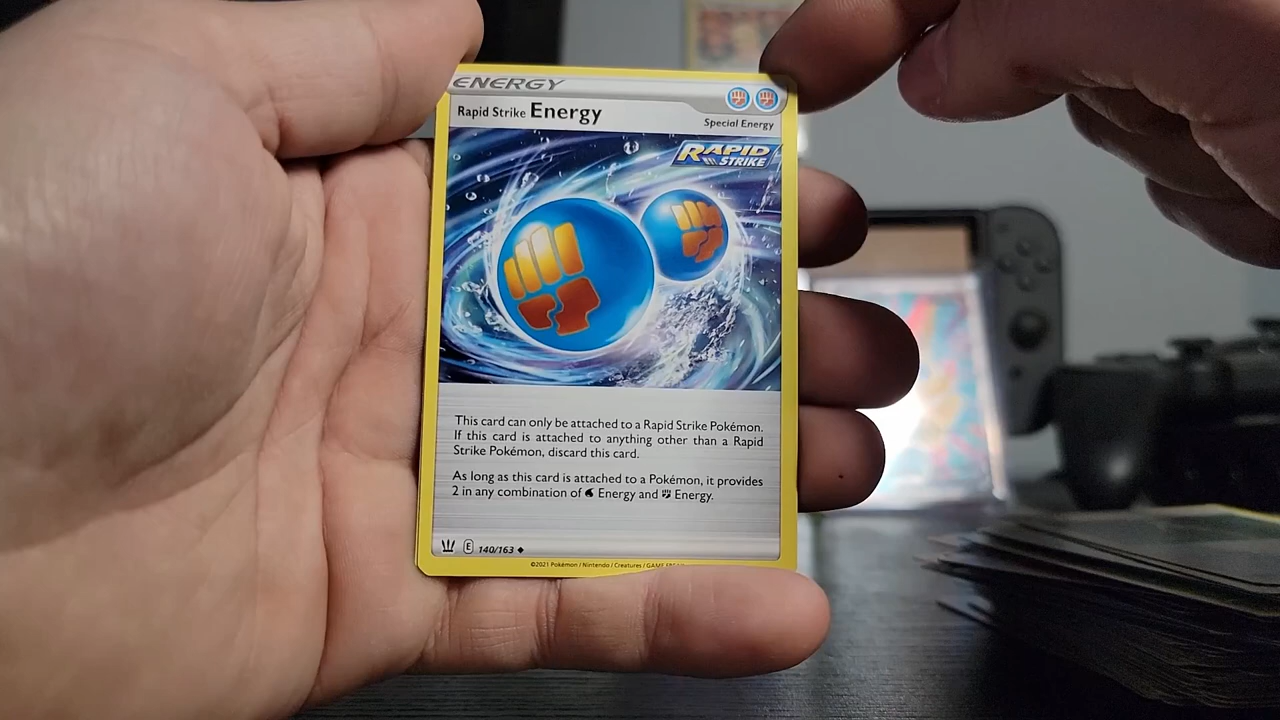 ENERGY
Rapid Strike Energy
Special Energy
RAPID
STRIKE
This card can only be attached to a Rapid Strike Pokémon.
If this card is attached to anything other than a Rapid
Strike Pokémon, discard this card.
As long as this card is attached to a Pokémon, it provides
2 in any combination of Energy and Energy.
E 140/163
©2021 Pokémon / Nintendo / Creatures / GAME FREAK